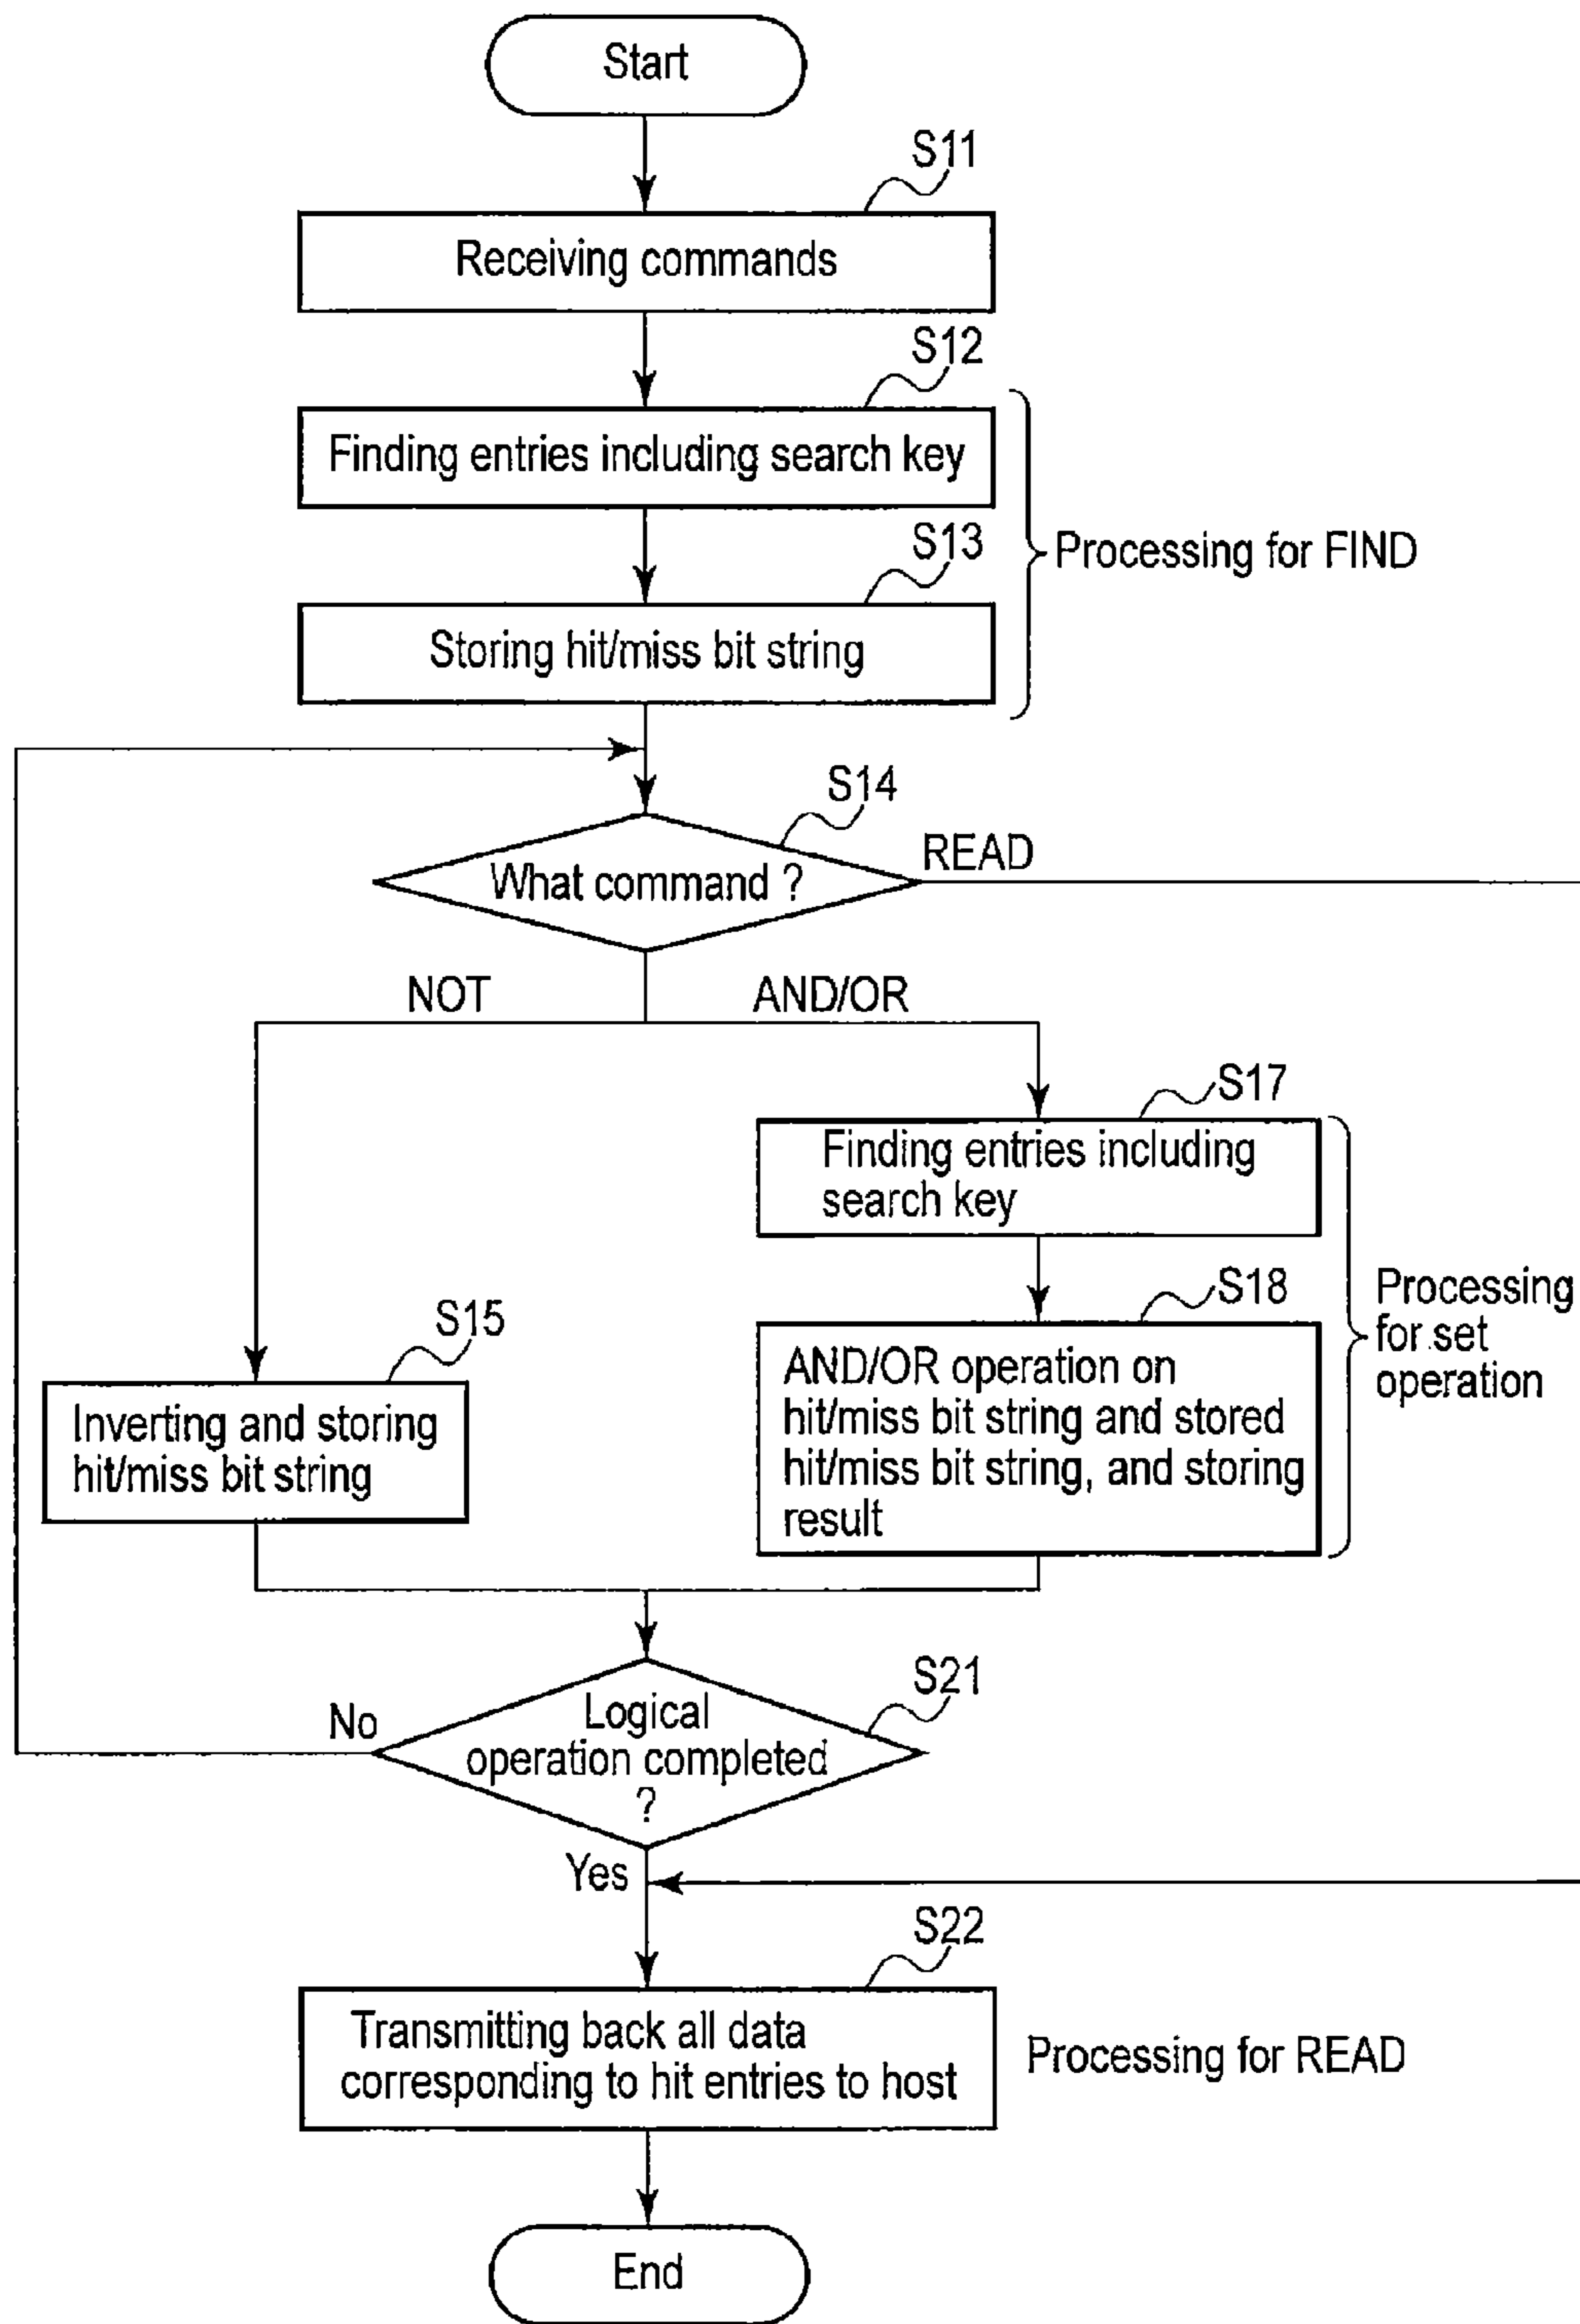 Start
S11
Receiving commands
S12
Finding entries including search key
S13
Processing for FIND
Storing hit/miss bit string
S14
What command ?
READ
NOT
AND/OR
S17
Finding entries including
search key
S18
Processing
for set
operation
AND/OR operation on
hit/miss bit string and stored
hit/miss bit string, and storing
result
S15
Inverting and storing
hit/miss bit string
S21
No
Logical
operation completed
?
Yes
S22
Transmitting back all data
corresponding to hit entries to host
Processing for READ
End